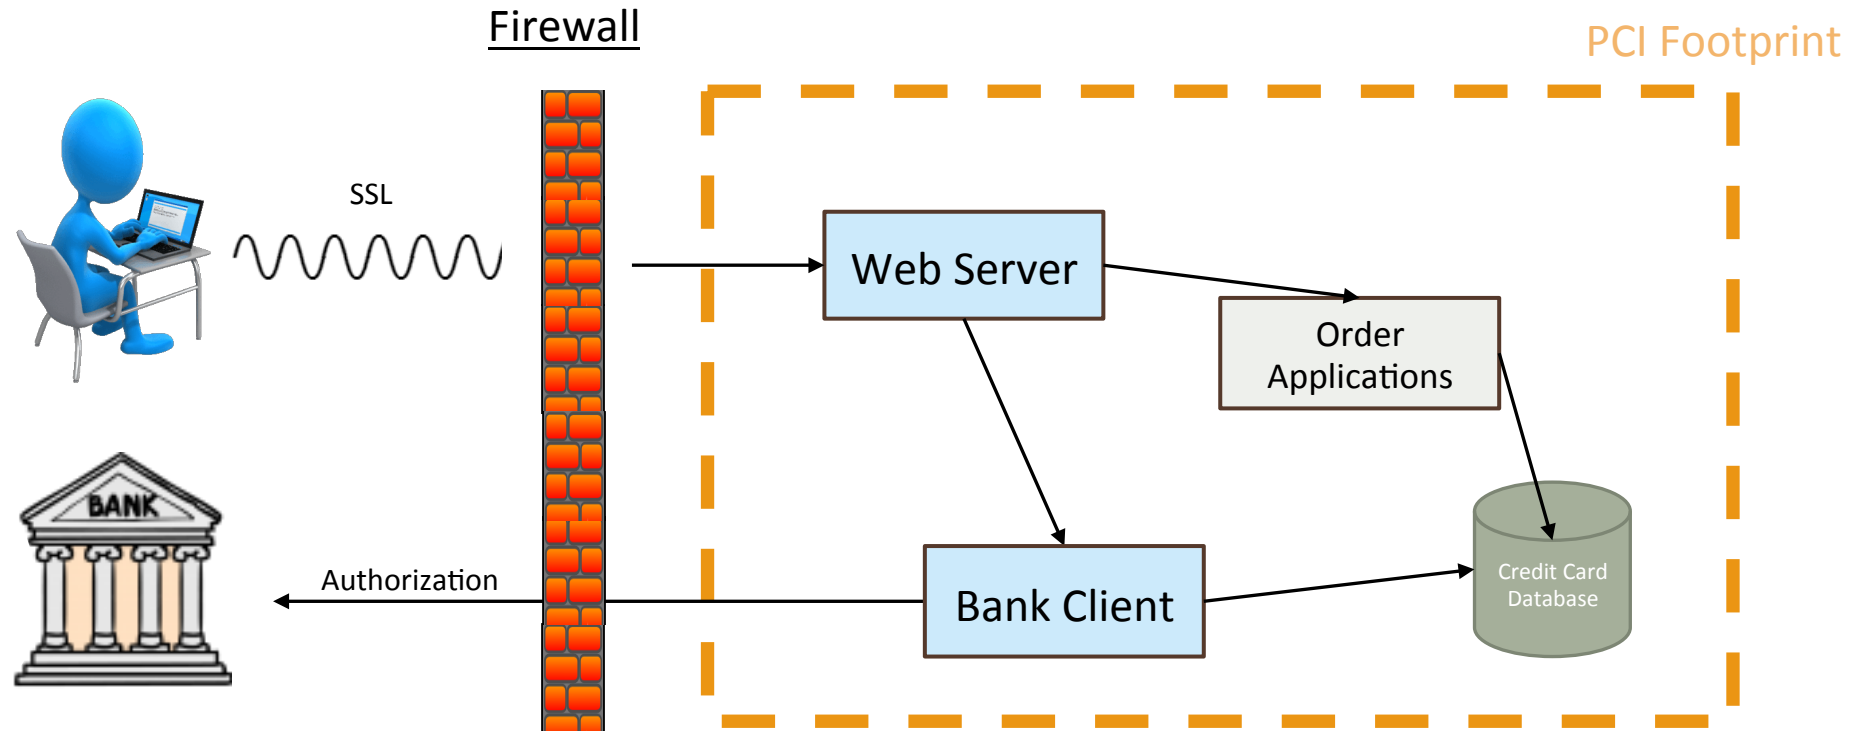 Firewall
PCI Footprint
SSL
Web Server
Order
Applications
BANK
Authorization
Bank Client
Credit Card
Database